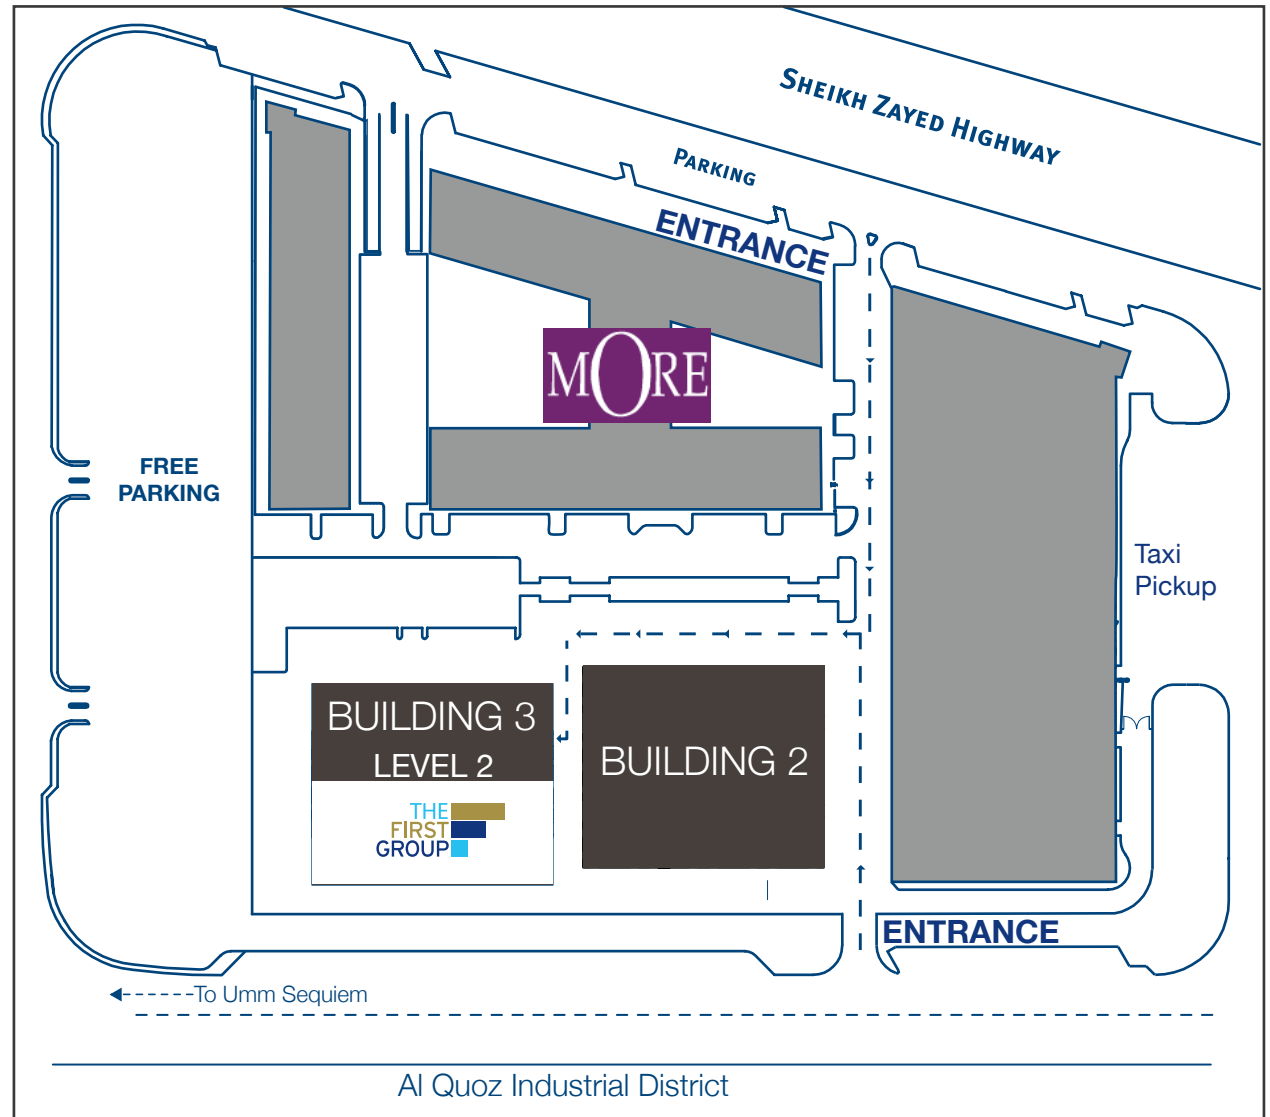 SHEIKH ZAYED HIGHWAY
PARKING
ENTRANCE
MORE
FREE
PARKING
Taxi
Pickup
BUILDING 3
LEVEL 2
BUILDING 2
THE
FIRST
GROUP
ENTRANCE
To Umm Sequiem
Al Quoz Industrial District